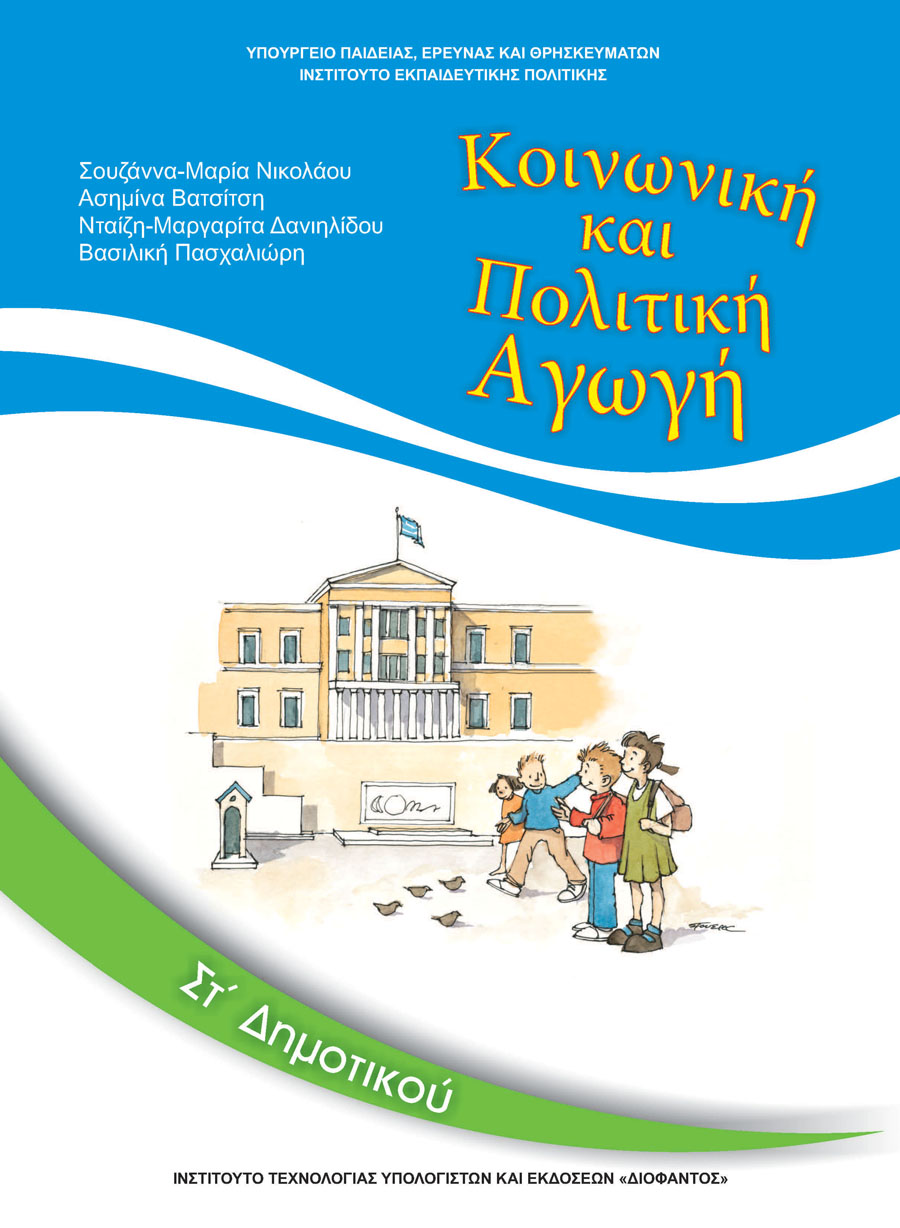 ΥΠΟΥΡΓΕΙΟ ΠΑΙΔΕΙΑΣ, ΕΡΕΥΝΑΣ ΚΑΙ ΘΡΗΣΚΕΥΜΑΤΩΝ
ΙΝΣΤΙΤΟΥΤΟ ΕΚΠΑΙΔΕΥΤΙΚΗΣ ΠΟΛΙΤΙΚΗΣ
Σουζάννα-Μαρία Νικολάου
Ασημίνα Βατσίτση
Νταίζη-Μαργαρίτα Δανιηλίδου
Βασιλική Πασχαλιώρη
Κοινωνική
και
Πολιτική
Αγωγή
Στ΄ Δημοτικού
ΙΝΣΤΙΤΟΥΤΟ ΤΕΧΝΟΛΟΓΙΑΣ ΥΠΟΛΟΓΙΣΤΩΝ ΚΑΙ ΕΚΔΟΣΕΩΝ «ΔΙΟΦΑΝΤΟΣ»